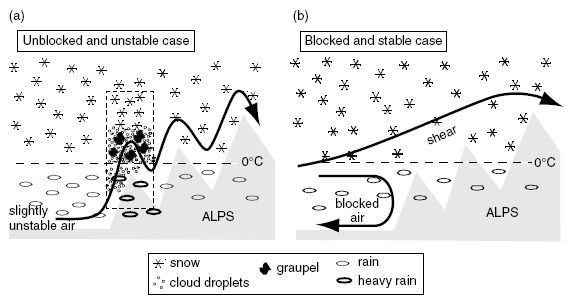 (a)
Unblocked and unstable case
0°C
slightly
unstable air
ALPS
(b)
Blocked and stable case
shear
0°C
blocked
air
ALPS
snow
cloud droplets
graupel
rain
heavy rain